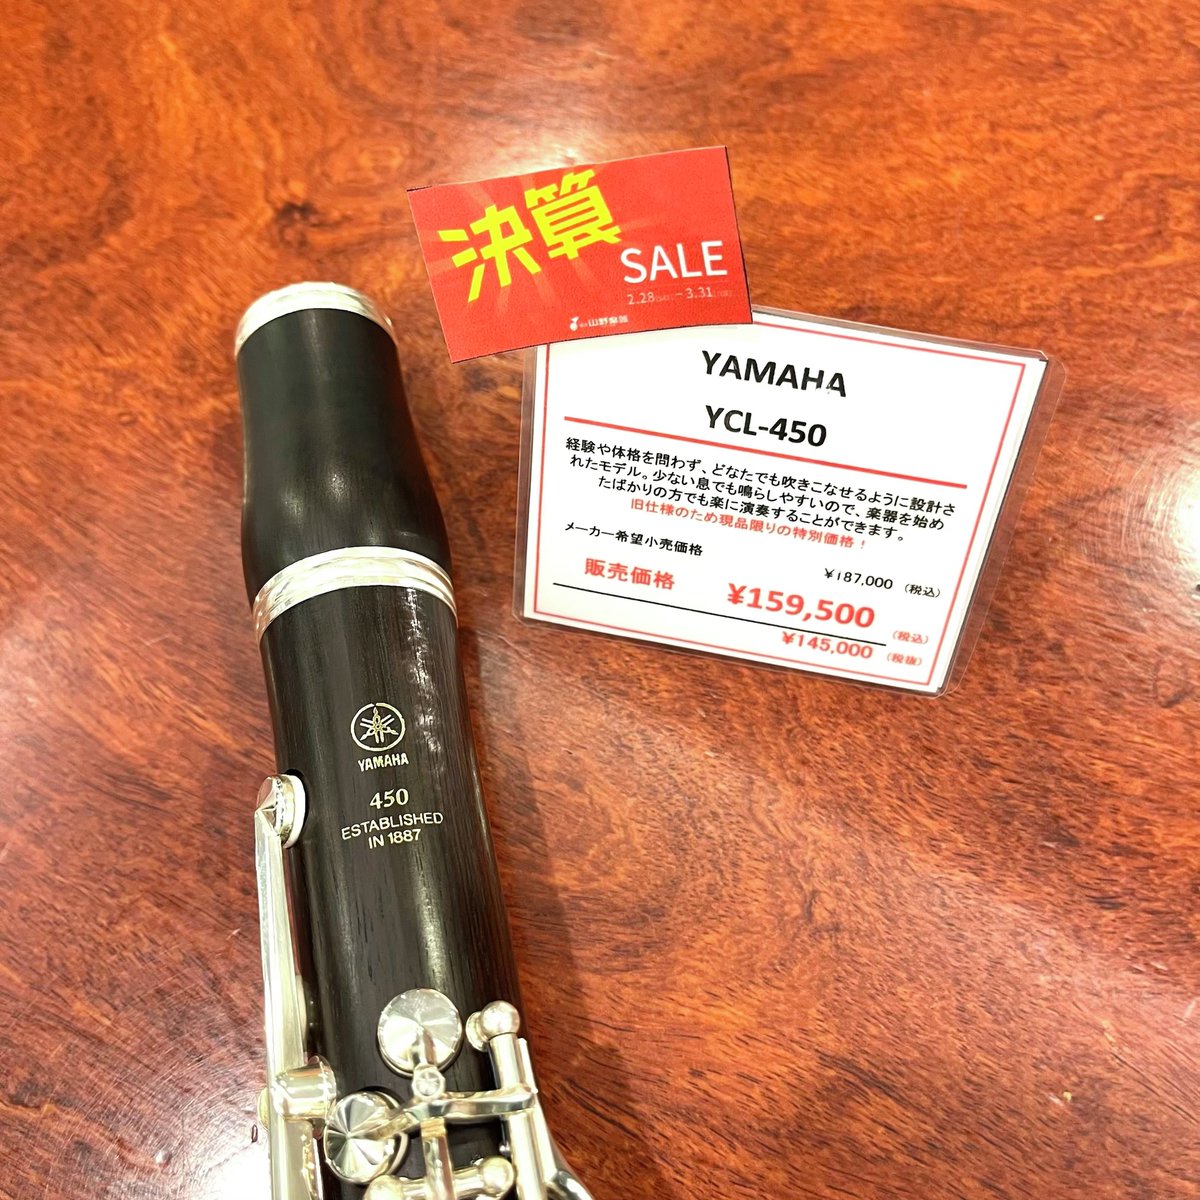 決算
SALE
2.28(SAT) - 3.31(TUE)
山野楽器
YAMAHA
YCL-450
経験や体格を問わず、どなたでも吹きこなせるように設計さ
れたモデル。少ない息でも鳴らしやすいので、楽器を始め
たばかりの方でも楽に演奏することができます。
旧仕様のため現品限りの特別価格！
メーカー希望小売価格
¥187,000 (税込)
販売価格 ¥159,500 (税込)
¥145,000 (税抜)
YAMAHA
450
ESTABLISHED
IN 1887